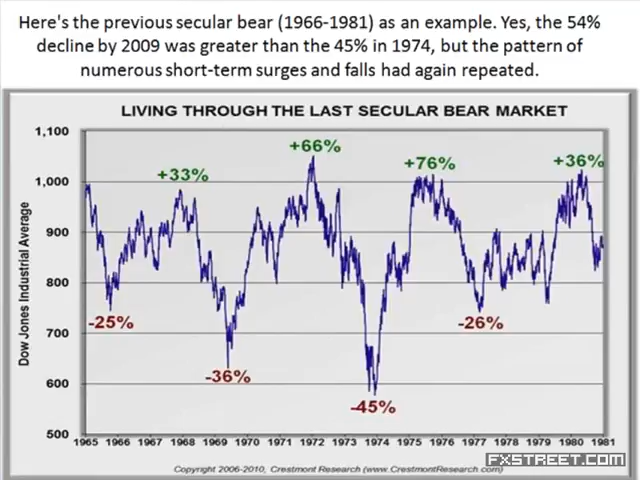 Here's the previous secular bear (1966-1981) as an example. Yes, the 54%
decline by 2009 was greater than the 45% in 1974, but the pattern of
numerous short-term surges and falls had again repeated.
LIVING THROUGH THE LAST SECULAR BEAR MARKET
Dow Jones Industrial Average
1,100
1,000
900
800
700
600
500
+33%
+66%
+76%
+36%
-25%
-36%
-45%
-26%
1965 1966 1967 1968 1969 1970 1971 1972 1973 1974 1975 1976 1977 1978 1979 1980 1981
FXSTREET.COM
Copyright 2006-2010, Crestmont Research (www.CrestmontResearch.com)